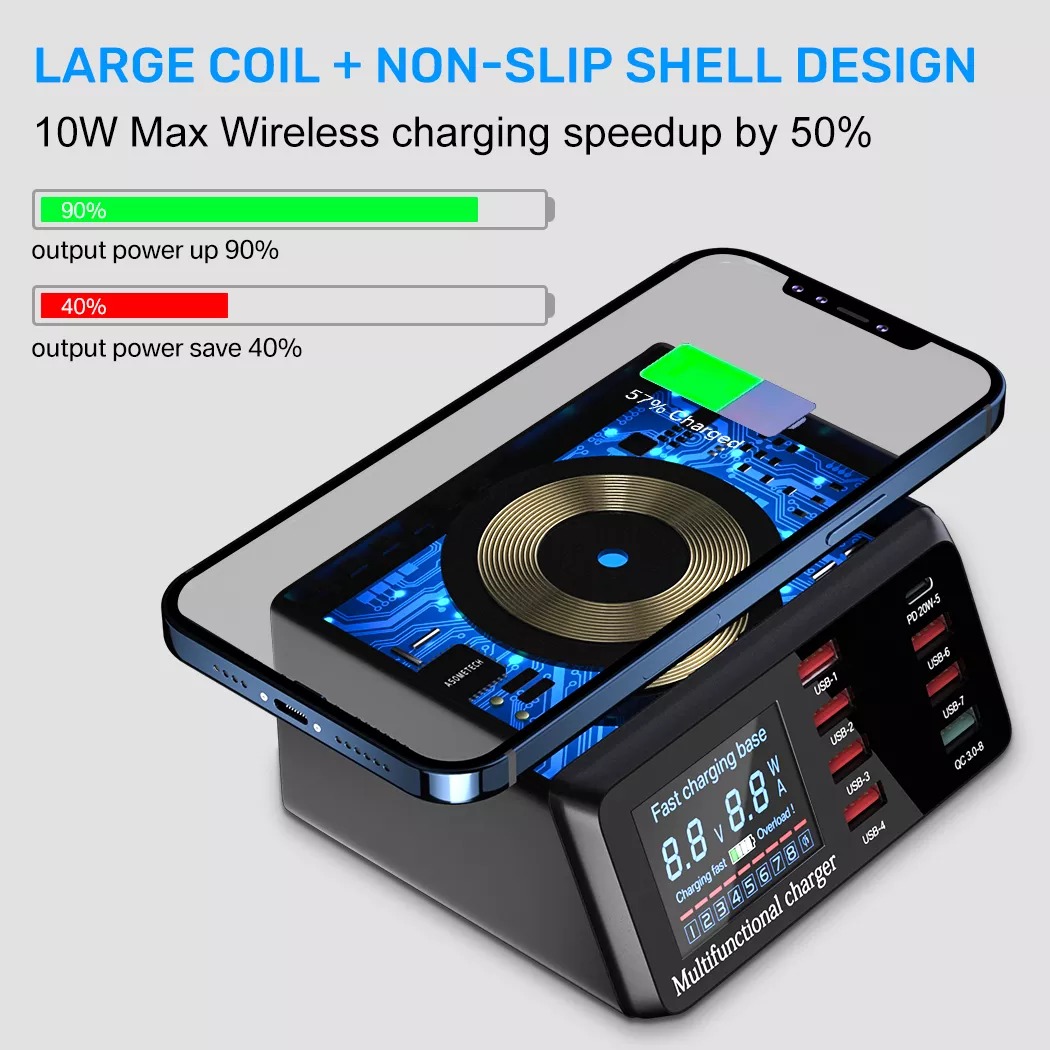 LARGE COIL + NON-SLIP SHELL DESIGN
10W Max Wireless charging speedup by 50%
90%
output power up 90%
40%
output power save 40%
57% Charged
ASOMETECH
PD 20W-5
USB-1
USB-6
USB-2
USB-7
USB-3
QC 3.0-8
USB-4
Fast charging base
8.8 V 8.8 W A
Charging fast Overload !
1 2 3 4 5 6 7 8
Multifunctional charger